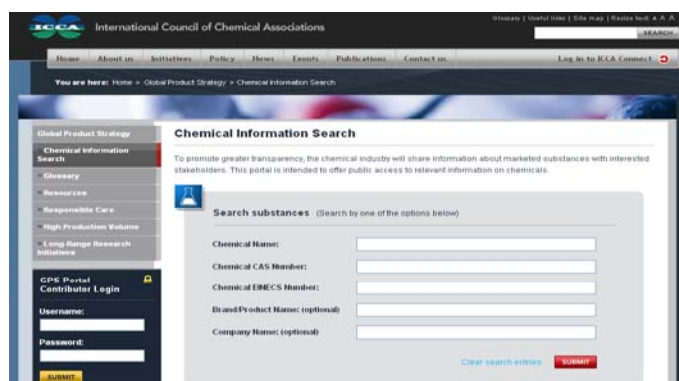 Glossary | Useful links | Site map | Resize text: A A A
ICCA International Council of Chemical Associations
SEARCH
Home About us Initiatives Policy News Events Publications Contact us Log in to ICCA Connect
You are here: Home > Global Product Strategy > Chemical Information Search
Global Product Strategy
Chemical Information
Search
Glossary
Resources
Responsible Care
High Production Volume
Long-Range Research
Initiatives
GPS Portal
Contributor Login
Username:
Password:
SUBMIT
Chemical Information Search
To promote greater transparency, the chemical industry will share information about marketed substances with interested
stakeholders. This portal is intended to offer public access to relevant information on chemicals.
Search substances (Search by one of the options below)
Chemical Name:
Chemical CAS Number:
Chemical EINECS Number:
Brand/Product Name: (optional)
Company Name: (optional)
Clear search entries SUBMIT